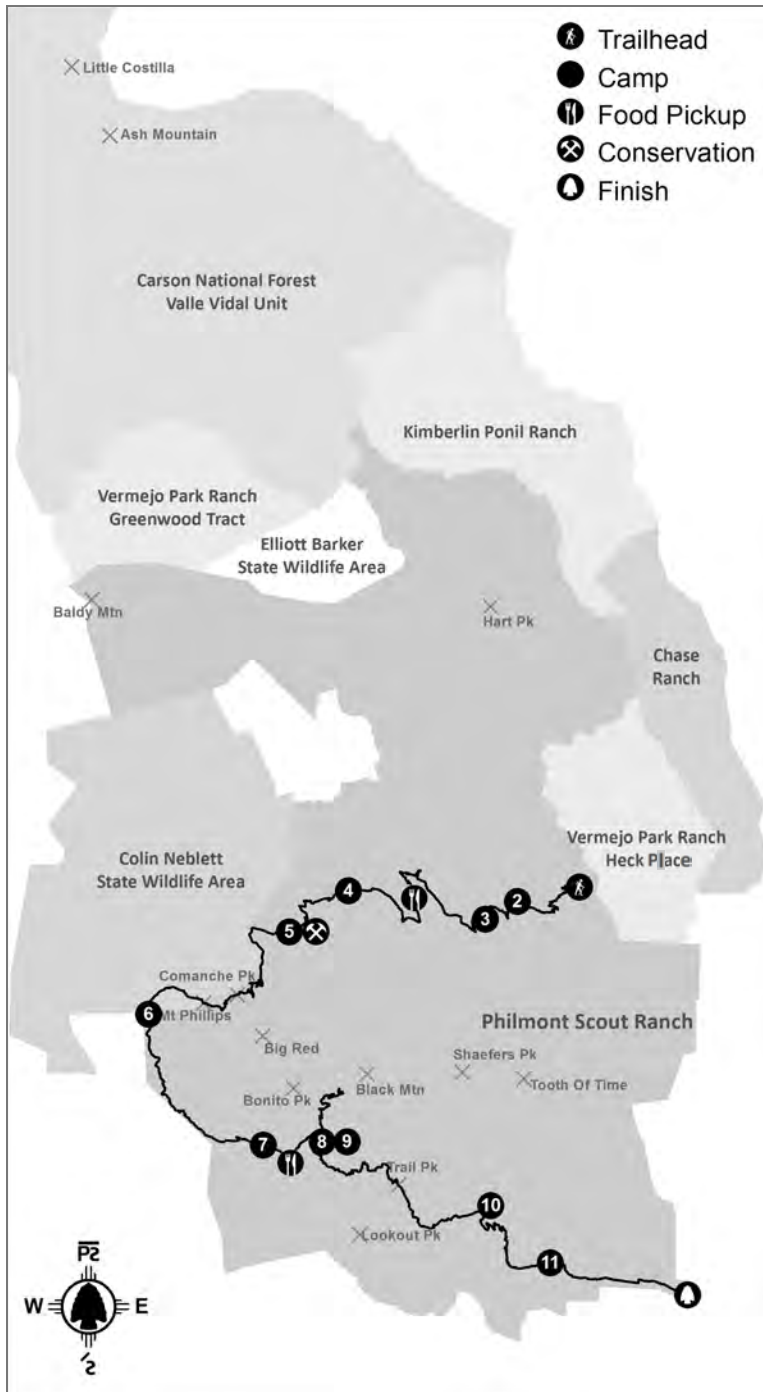 Trailhead
Camp
Food Pickup
Conservation
Finish
Little Costilla
Ash Mountain
Carson National Forest
Valle Vidal Unit
Kimberlin Ponil Ranch
Vermejo Park Ranch
Greenwood Tract
Elliott Barker
State Wildlife Area
Baldy Mtn
Hart Pk
Chase
Ranch
Vermejo Park Ranch
Heck Place
Colin Neblett
State Wildlife Area
4
2
3
5
Comanche Pk
6
Mt Phillips
Philmont Scout Ranch
Big Red
Shaefers Pk
Black Mtn
Tooth Of Time
Bonito Pk
7
8
9
Trail Pk
10
Lookout Pk
11
W
E